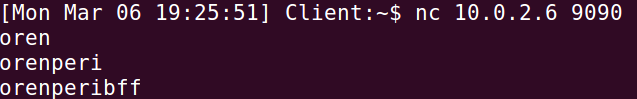 [Mon Mar 06 19:25:51] Client:~$ nc 10.0.2.6 9090
oren
orenperi
orenperibff